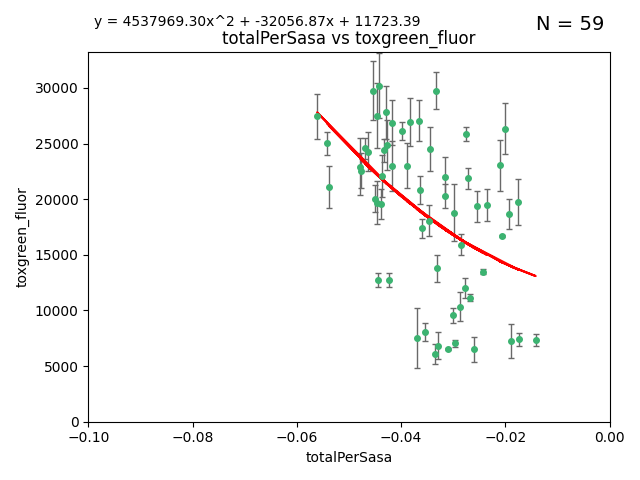 y = 4537969.30x^2 + -32056.87x + 11723.39
N = 59
totalPerSasa vs toxgreen_fluor
30000
25000
20000
15000
10000
5000
0
toxgreen_fluor
−0.10
−0.08
−0.06
−0.04
−0.02
0.00
totalPerSasa